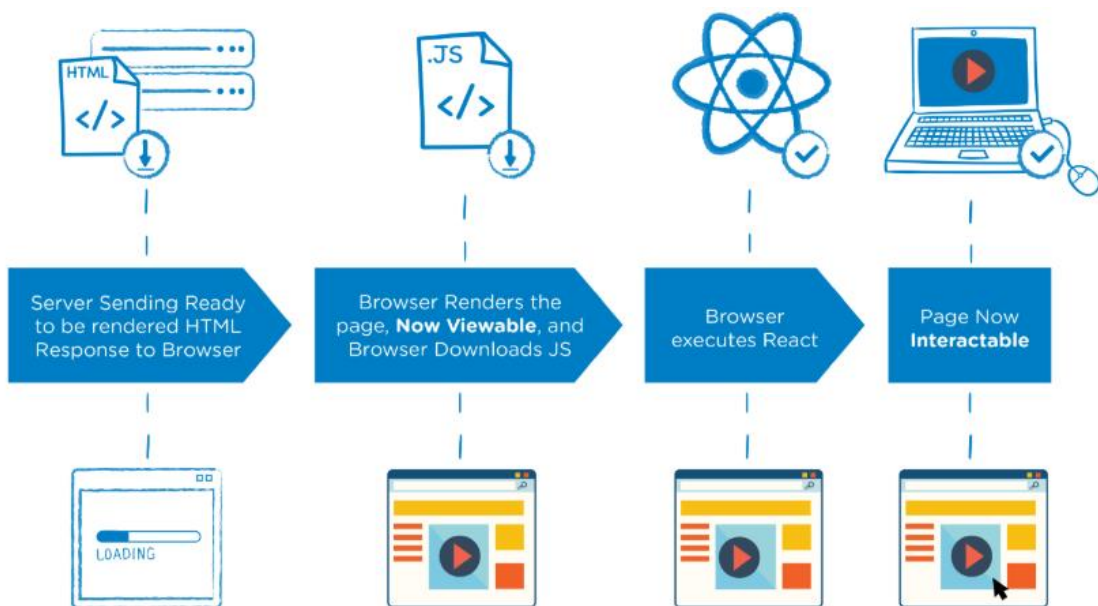 HTML
</>
.JS
</>
Server Sending Ready
to be rendered HTML
Response to Browser
Browser Renders the
page, Now Viewable, and
Browser Downloads JS
Browser
executes React
Page Now
Interactable
LOADING